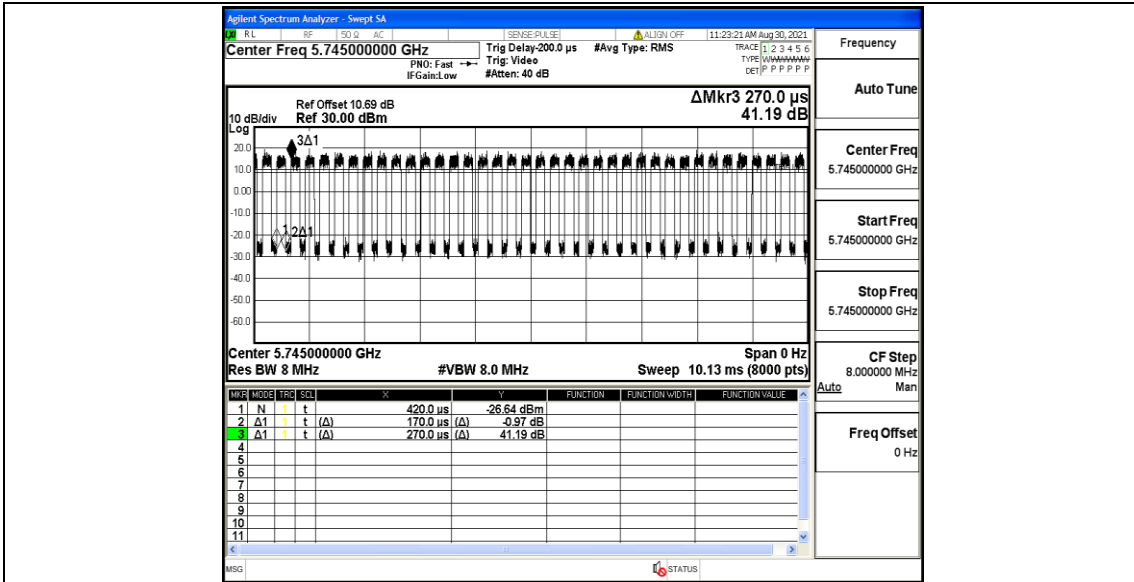 Agilent Spectrum Analyzer - Swept SA
RL RF 50 Ω AC SENSE:PULSE ALIGN OFF 11:23:21 AM Aug 30, 2021
Center Freq 5.745000000 GHz
PNO: Fast
IFGain:Low
Trig Delay-200.0 µs
Trig: Video
#Atten: 40 dB
#Avg Type: RMS
TRACE 1 2 3 4 5 6
TYPE
DET P P P P P P
ΔMkr3 270.0 µs
41.19 dB
Ref Offset 10.69 dB
10 dB/div Ref 30.00 dBm
Log
20.0
10.0
0.00
-10.0
-20.0
-30.0
-40.0
-50.0
-60.0
3Δ1
1
2Δ1
Center 5.745000000 GHz Span 0 Hz
Res BW 8 MHz #VBW 8.0 MHz Sweep 10.13 ms (8000 pts)
MKR MODE TRC SCL X Y FUNCTION FUNCTION WIDTH FUNCTION VALUE
1 N 1 t 420.0 µs -26.64 dBm
2 Δ1 1 t (Δ) 170.0 µs (Δ) -0.97 dB
3 Δ1 1 t (Δ) 270.0 µs (Δ) 41.19 dB
4
5
6
7
8
9
10
11
MSG STATUS
Frequency
Auto Tune
Center Freq
5.745000000 GHz
Start Freq
5.745000000 GHz
Stop Freq
5.745000000 GHz
CF Step
8.000000 MHz
Auto Man
Freq Offset
0 Hz